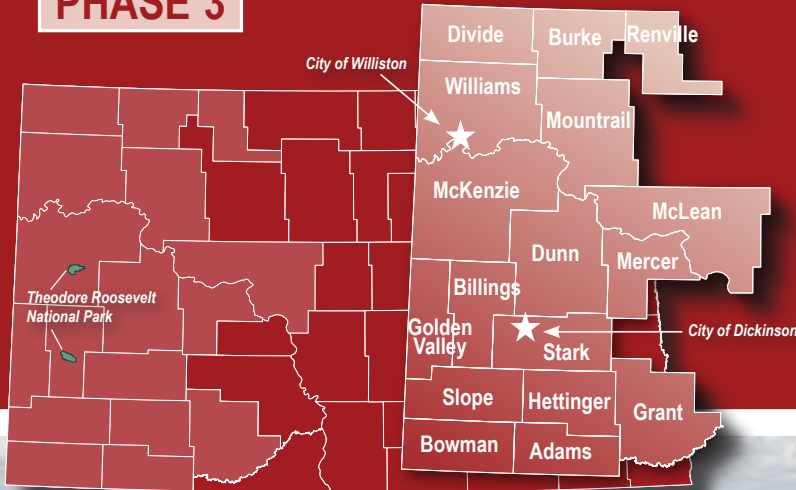 PHASE 3
Divide
Burke
Renville
City of Williston
Williams
Mountrail
McKenzie
McLean
Dunn
Mercer
Billings
Theodore Roosevelt
National Park
Golden
Valley
Stark
City of Dickinson
Slope
Hettinger
Grant
Bowman
Adams